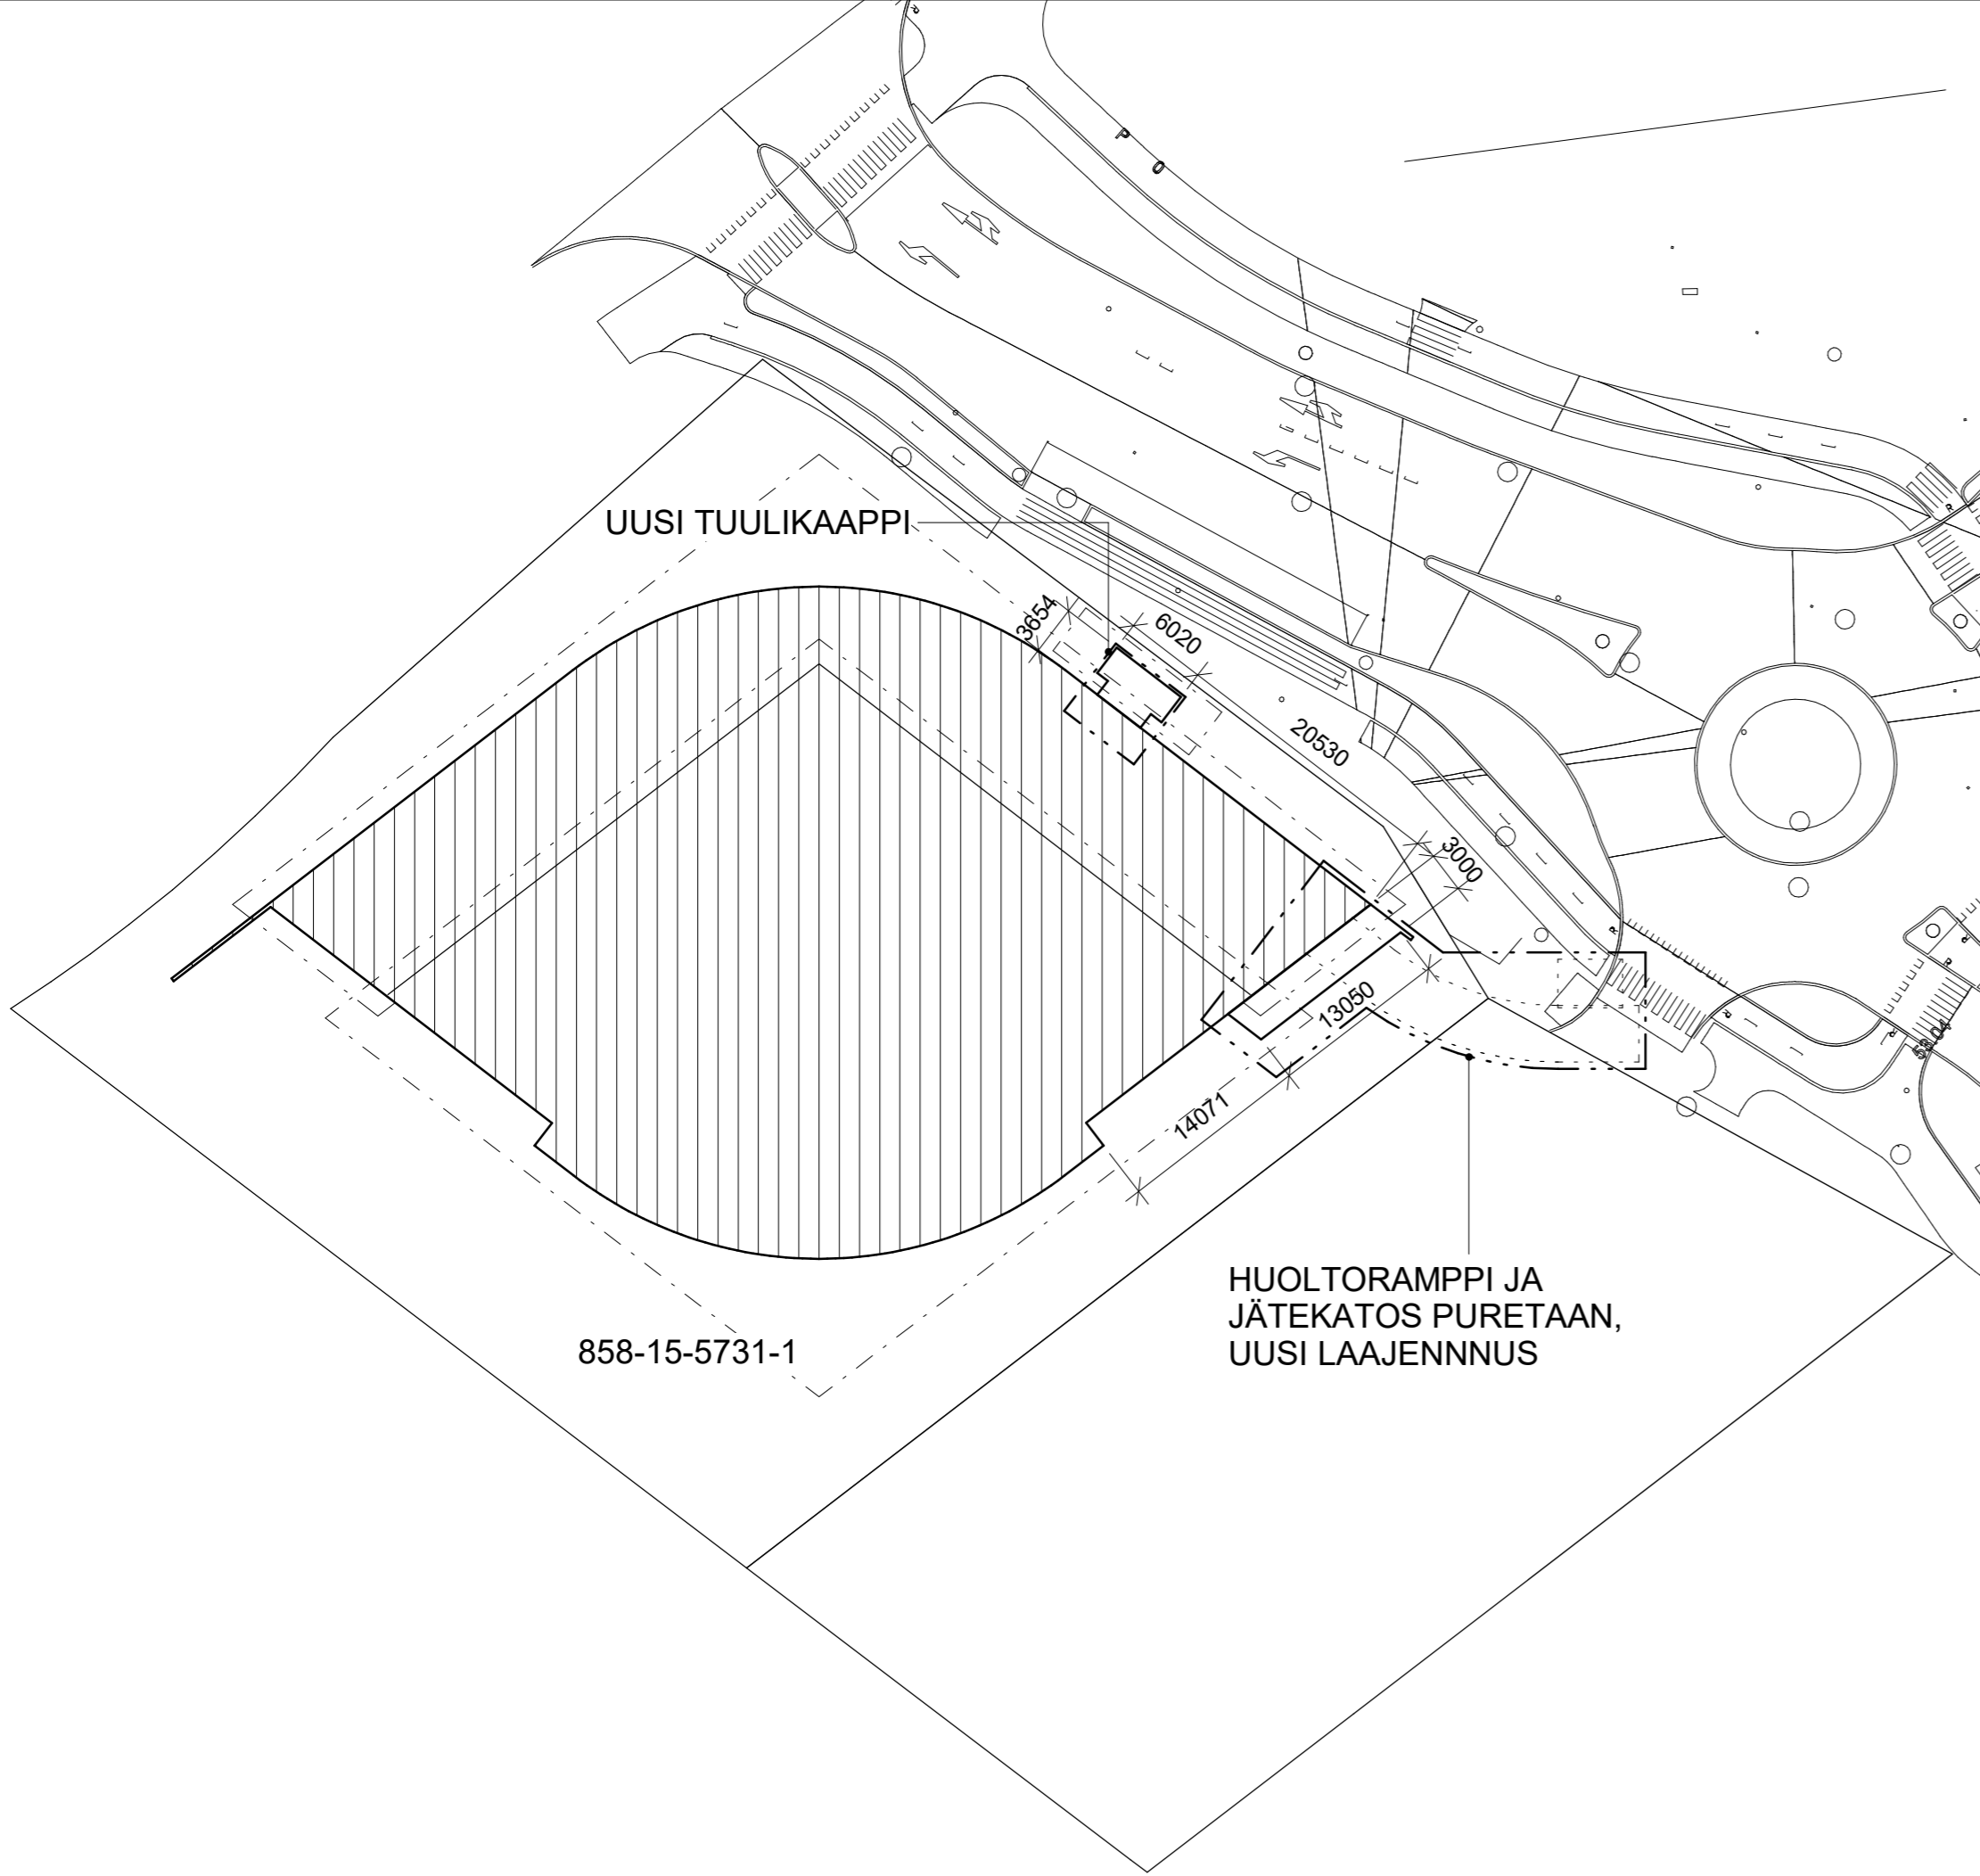 R
P
O
UUSI TUULIKAAPPI
3654
6020
20530
3000
R
R
R
R
R
R
13050
14071
HUOLTORAMPPI JA
JÄTEKATOS PURETAAN,
UUSI LAAJENNNUS
858-15-5731-1